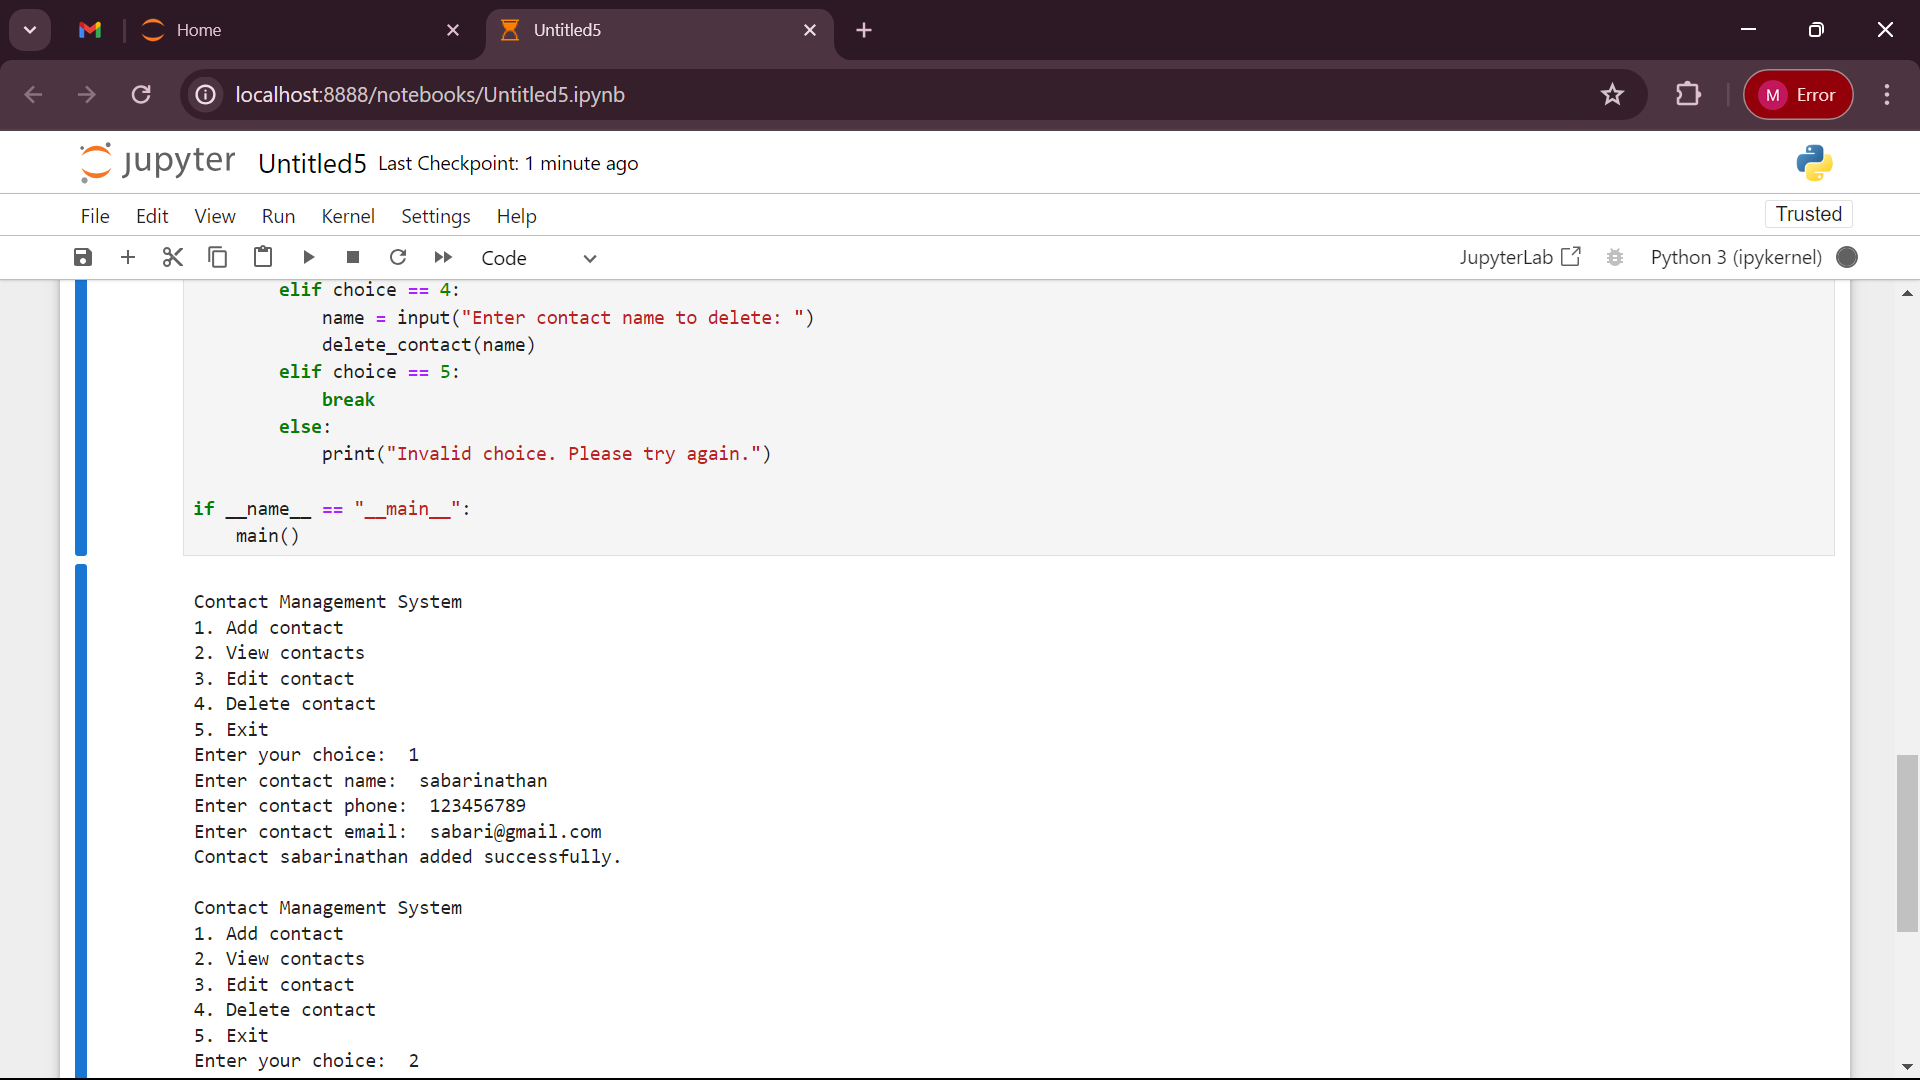 Home
Untitled5
localhost:8888/notebooks/Untitled5.ipynb
M Error
jupyter Untitled5 Last Checkpoint: 1 minute ago
File Edit View Run Kernel Settings Help
Trusted
Code
JupyterLab
Python 3 (ipykernel)
elif choice == 4:
name = input("Enter contact name to delete: ")
delete_contact(name)
elif choice == 5:
break
else:
print("Invalid choice. Please try again.")
if __name__ == "__main__":
main()
Contact Management System
1. Add contact
2. View contacts
3. Edit contact
4. Delete contact
5. Exit
Enter your choice:  1
Enter contact name:  sabarinathan
Enter contact phone:  123456789
Enter contact email:  sabari@gmail.com
Contact sabarinathan added successfully.
Contact Management System
1. Add contact
2. View contacts
3. Edit contact
4. Delete contact
5. Exit
Enter your choice:  2